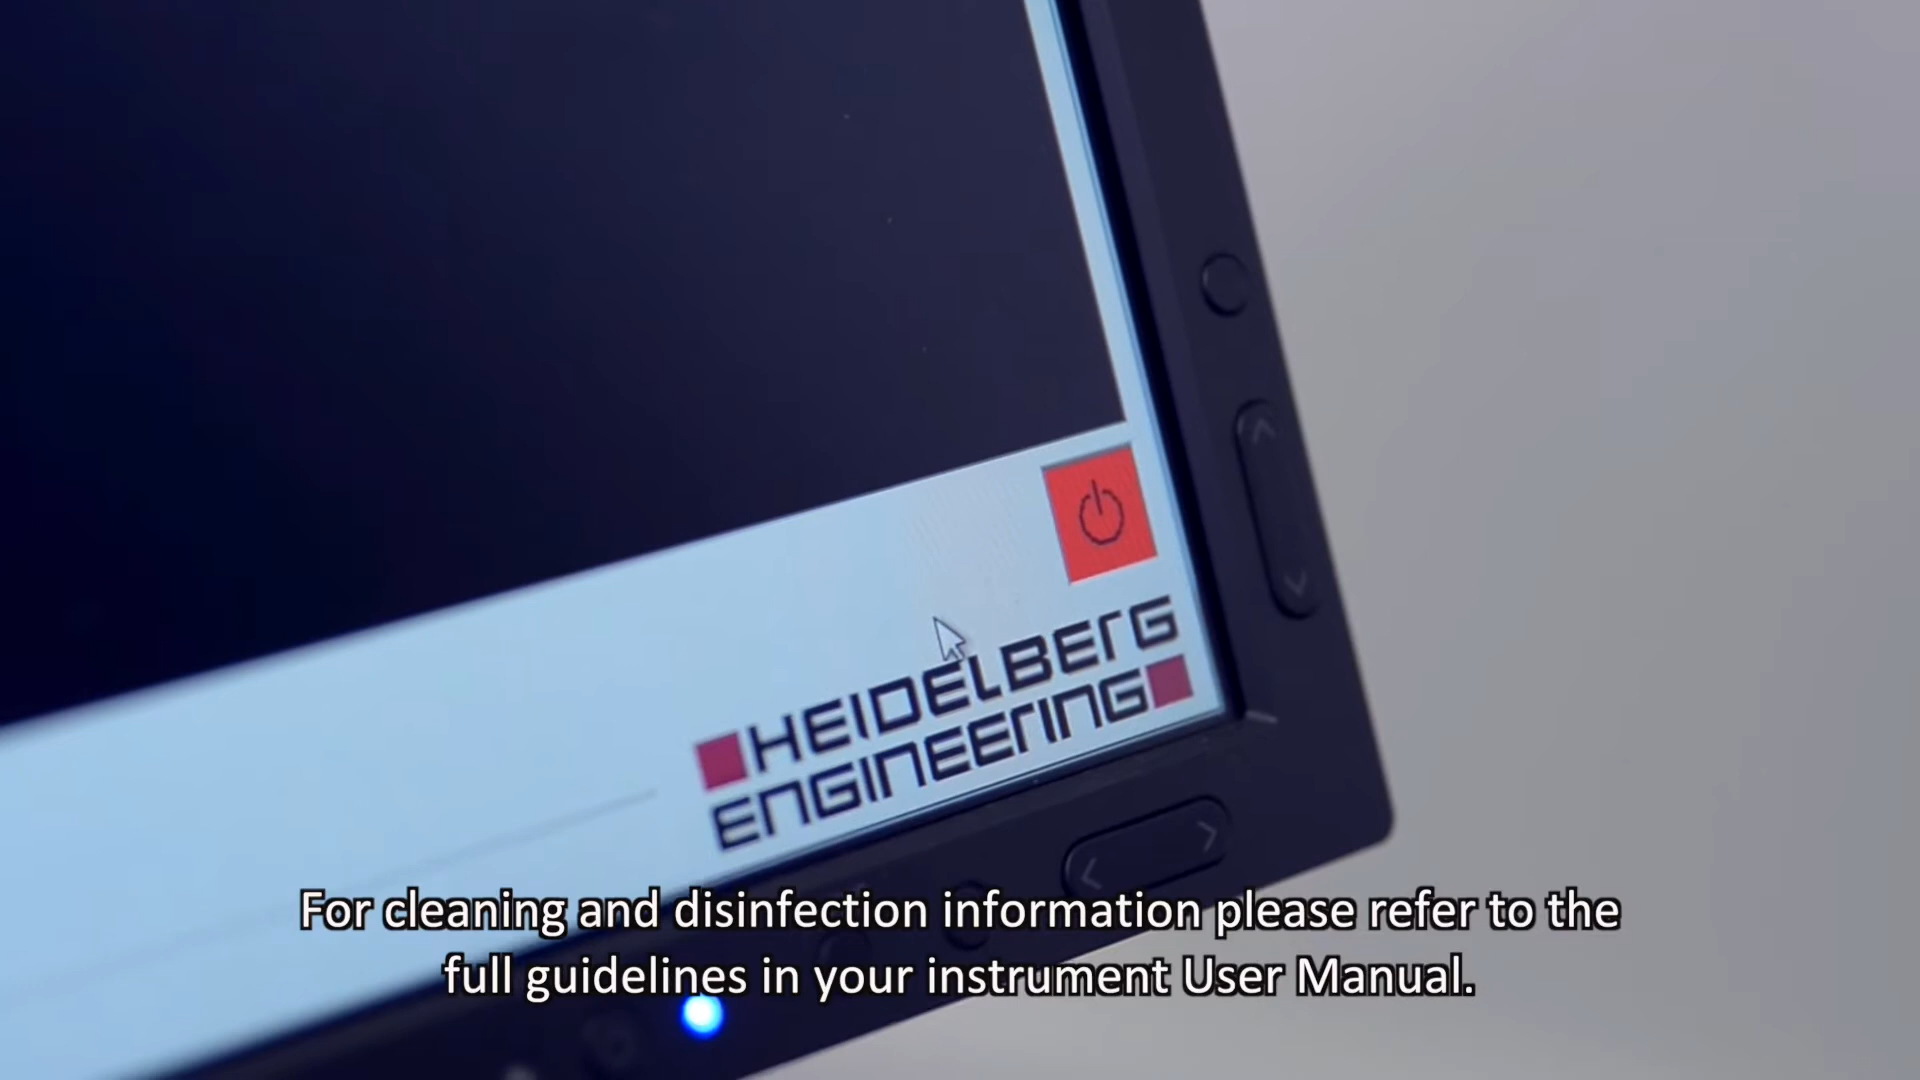 HEIDELBERG
ENGINEERING
For cleaning and disinfection information please refer to the
full guidelines in your instrument User Manual.